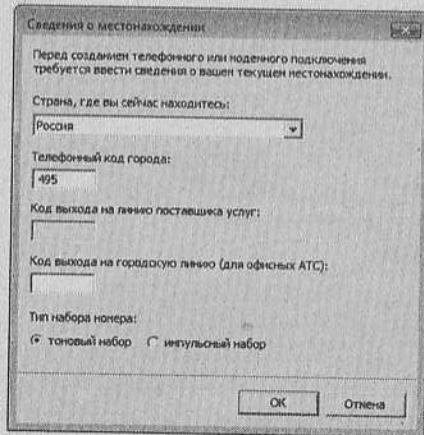 Сведения о местонахождении
Перед созданием телефонного или модемного подключения
требуется ввести сведения о вашем текущем местонахождении.
Страна, где вы сейчас находитесь:
Россия
Телефонный код города:
495
Код выхода на линию поставщика услуг:
Код выхода на городскую линию (для офисных АТС):
Тип набора номера:
тоновый набор импульсный набор
ОК Отмена